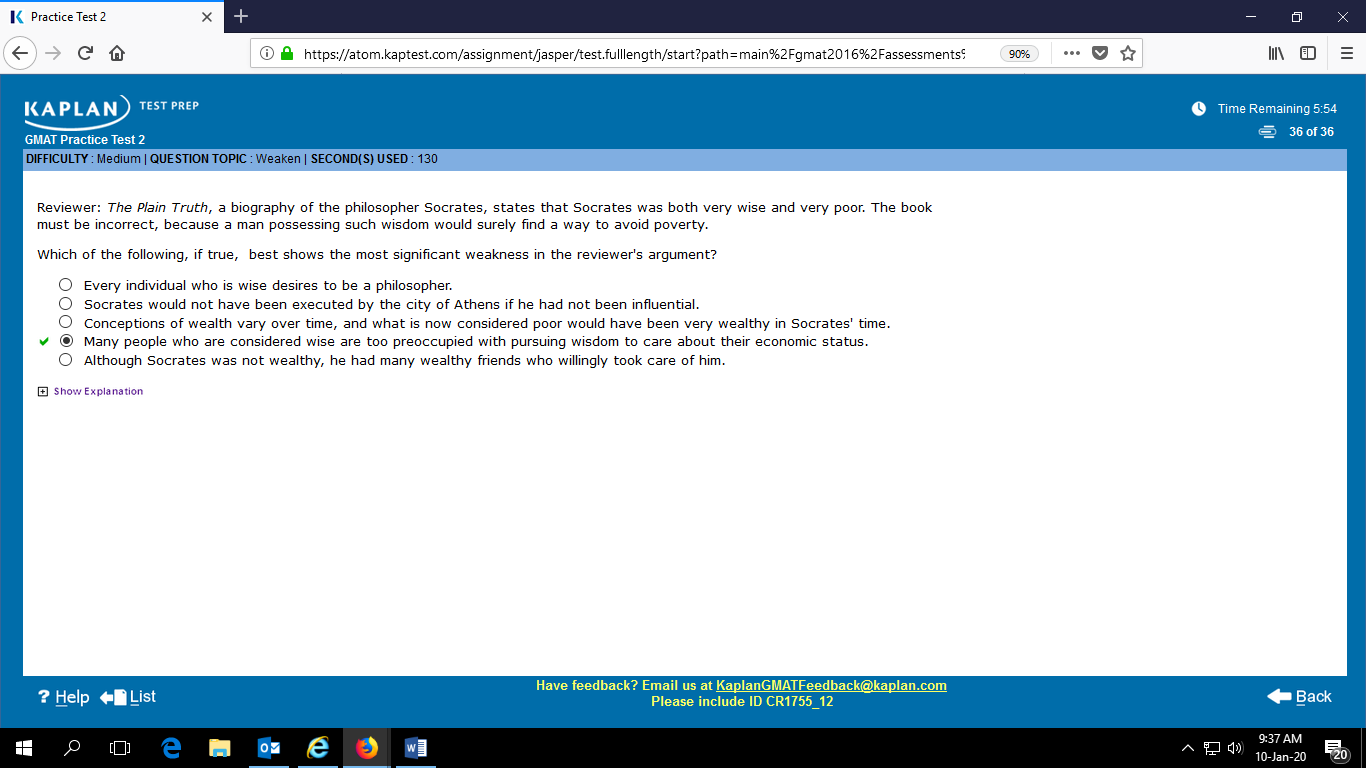 Practice Test 2
https://atom.kaptest.com/assignment/jasper/test.fulllength/start?path=main%2Fgmat2016%2Fassessments%
90%
KAPLAN TEST PREP
GMAT Practice Test 2
Time Remaining 5:54
36 of 36
DIFFICULTY : Medium | QUESTION TOPIC : Weaken | SECOND(S) USED : 130
Reviewer: The Plain Truth, a biography of the philosopher Socrates, states that Socrates was both very wise and very poor. The book
must be incorrect, because a man possessing such wisdom would surely find a way to avoid poverty.
Which of the following, if true,  best shows the most significant weakness in the reviewer's argument?
Every individual who is wise desires to be a philosopher.
Socrates would not have been executed by the city of Athens if he had not been influential.
Conceptions of wealth vary over time, and what is now considered poor would have been very wealthy in Socrates' time.
Many people who are considered wise are too preoccupied with pursuing wisdom to care about their economic status.
Although Socrates was not wealthy, he had many wealthy friends who willingly took care of him.
Show Explanation
? Help
List
Have feedback? Email us at KaplanGMATFeedback@kaplan.com
Please include ID CR1755_12
Back
9:37 AM
10-Jan-20
20